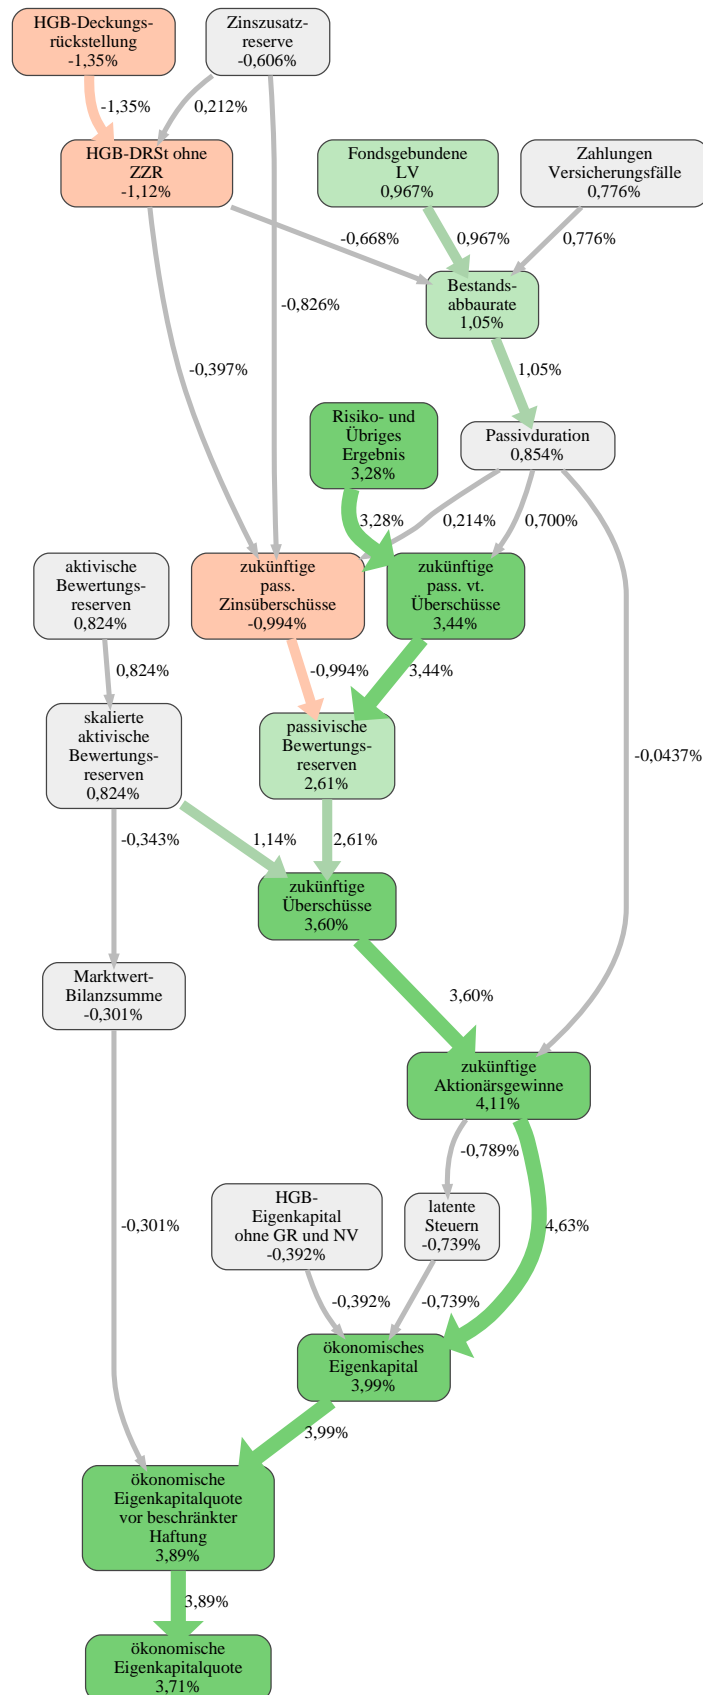 HGB-Deckungs-
rückstellung
-1,35%
Zinszusatz-
reserve
-0,606%
-1,35%
0,212%
HGB-DRSt ohne
ZZR
-1,12%
Fondsgebundene
LV
0,967%
Zahlungen
Versicherungsfälle
0,776%
-0,668%
0,967%
0,776%
Bestands-
abbaurate
1,05%
-0,826%
-0,397%
1,05%
Risiko- und
Übriges
Ergebnis
3,28%
Passivduration
0,854%
3,28%
0,214%
0,700%
aktivische
Bewertungs-
reserven
0,824%
zukünftige
pass.
Zinsüberschüsse
-0,994%
zukünftige
pass. vt.
Überschüsse
3,44%
0,824%
-0,994%
3,44%
skalierte
aktivische
Bewertungs-
reserven
0,824%
passivische
Bewertungs-
reserven
2,61%
-0,0437%
-0,343%
1,14%
2,61%
zukünftige
Überschüsse
3,60%
Marktwert-
Bilanzsumme
-0,301%
3,60%
zukünftige
Aktionärsgewinne
4,11%
-0,789%
HGB-
Eigenkapital
ohne GR und NV
-0,392%
latente
Steuern
-0,739%
-0,301%
4,63%
-0,392%
-0,739%
ökonomisches
Eigenkapital
3,99%
3,99%
ökonomische
Eigenkapitalquote
vor beschränkter
Haftung
3,89%
3,89%
ökonomische
Eigenkapitalquote
3,71%